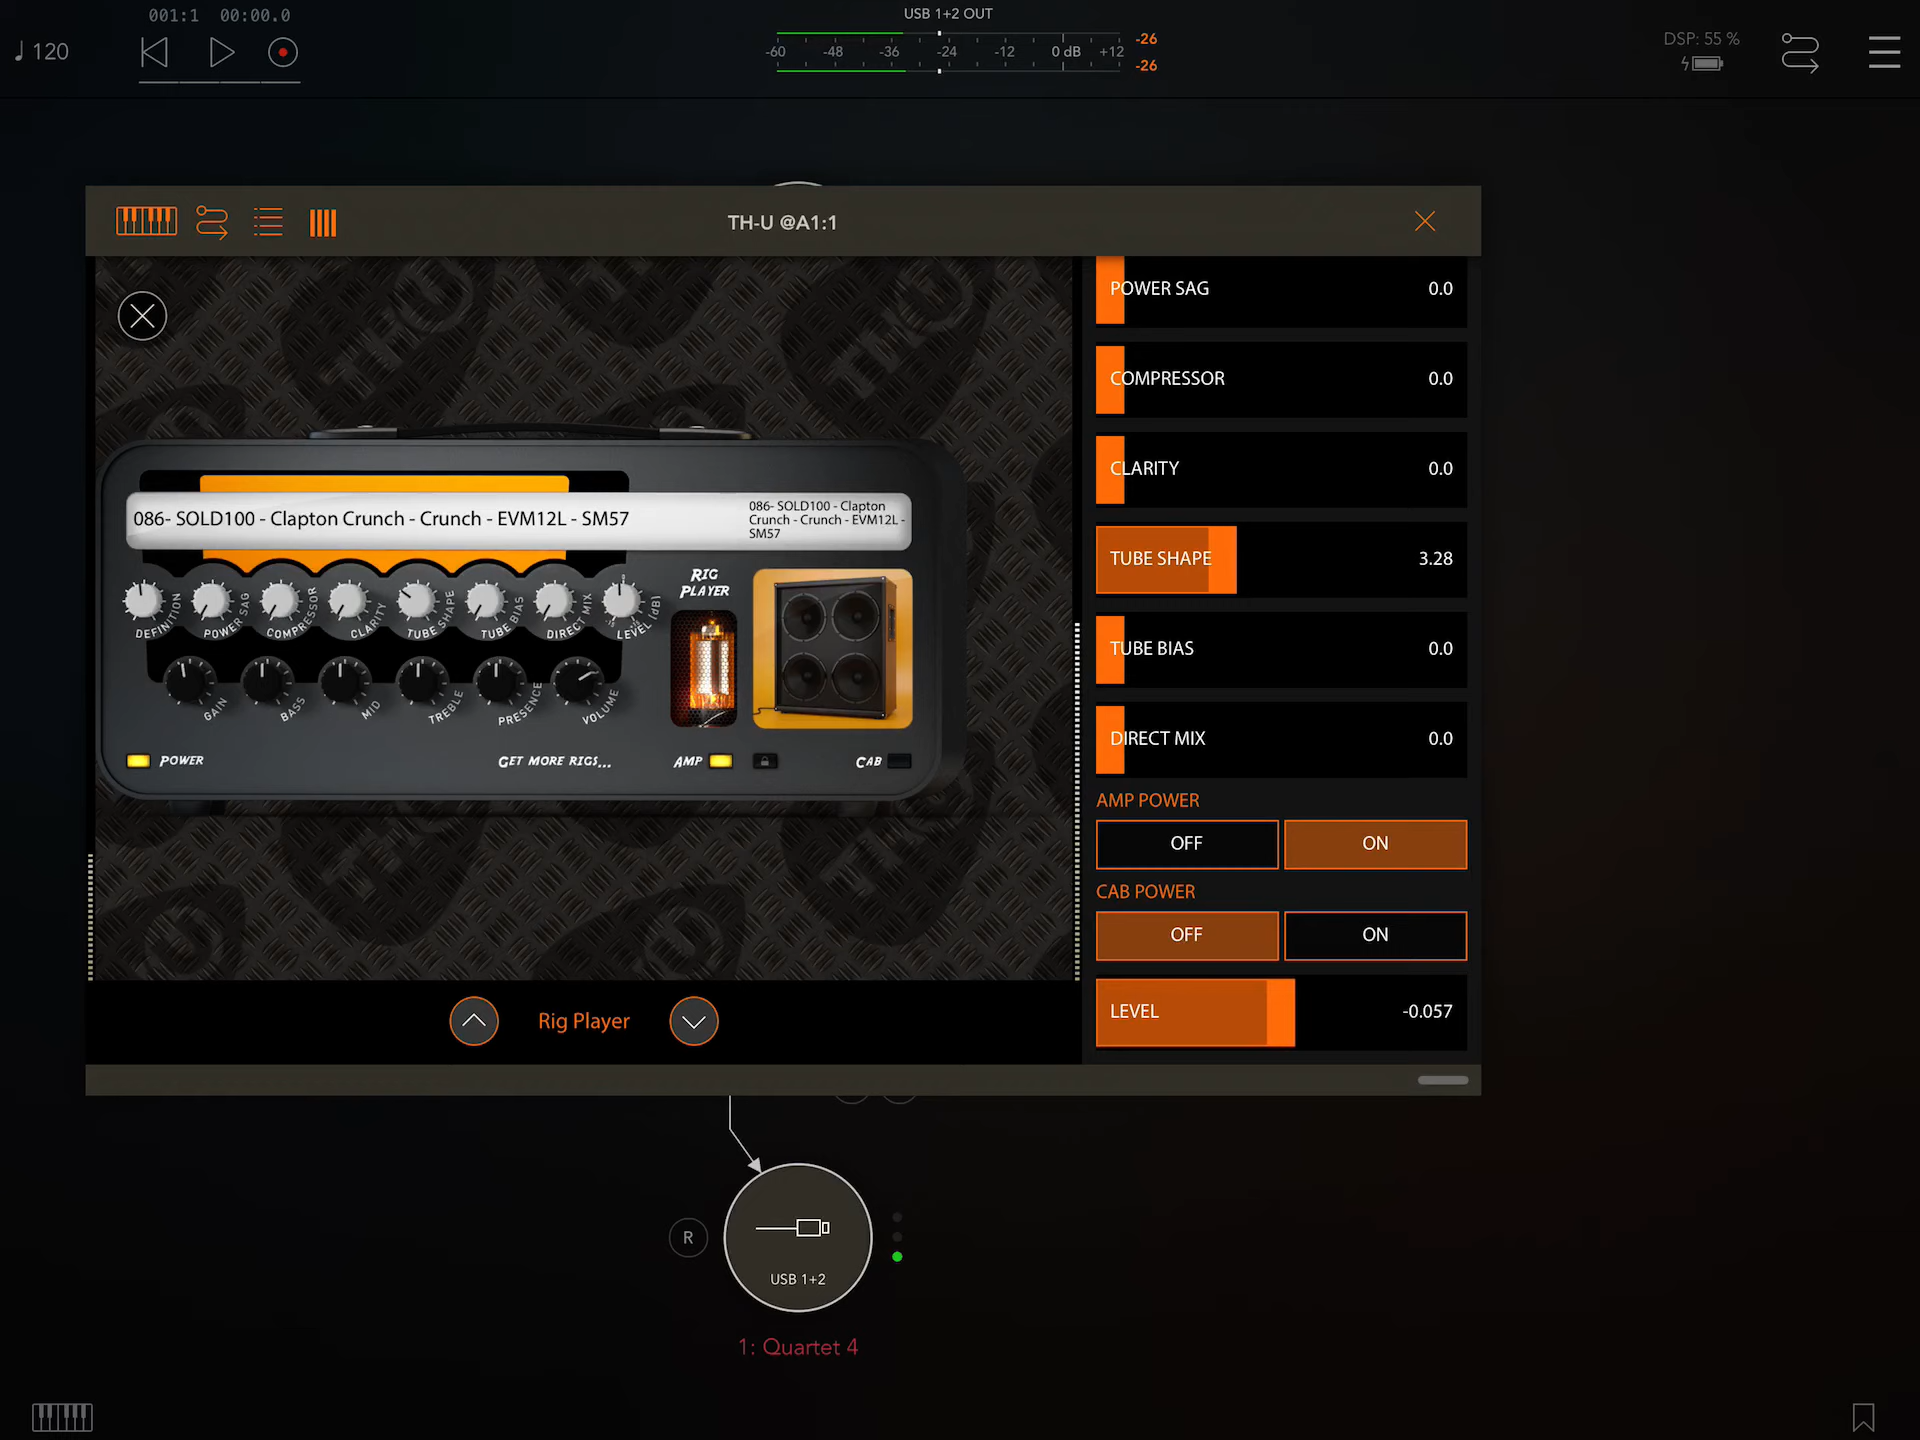 001:1 00:00.0
120
USB 1+2 OUT
-60 -48 -36 -24 -12 0 dB +12
-26
-26
DSP: 55 %
TH-U @A1:1
086- SOLD100 - Clapton Crunch - Crunch - EVM12L - SM57
086- SOLD100 - Clapton
Crunch - Crunch - EVM12L -
SM57
DEFINITION POWER SAG COMPRESSOR CLARITY TUBE SHAPE TUBE BIAS DIRECT MIX LEVEL (dB)
RIG
PLAYER
GAIN BASS MID TREBLE PRESENCE VOLUME
POWER
GET MORE RIGS...
AMP
CAB
Rig Player
POWER SAG 0.0
COMPRESSOR 0.0
CLARITY 0.0
TUBE SHAPE 3.28
TUBE BIAS 0.0
DIRECT MIX 0.0
AMP POWER
OFF ON
CAB POWER
OFF ON
LEVEL -0.057
R
USB 1+2
1: Quartet 4